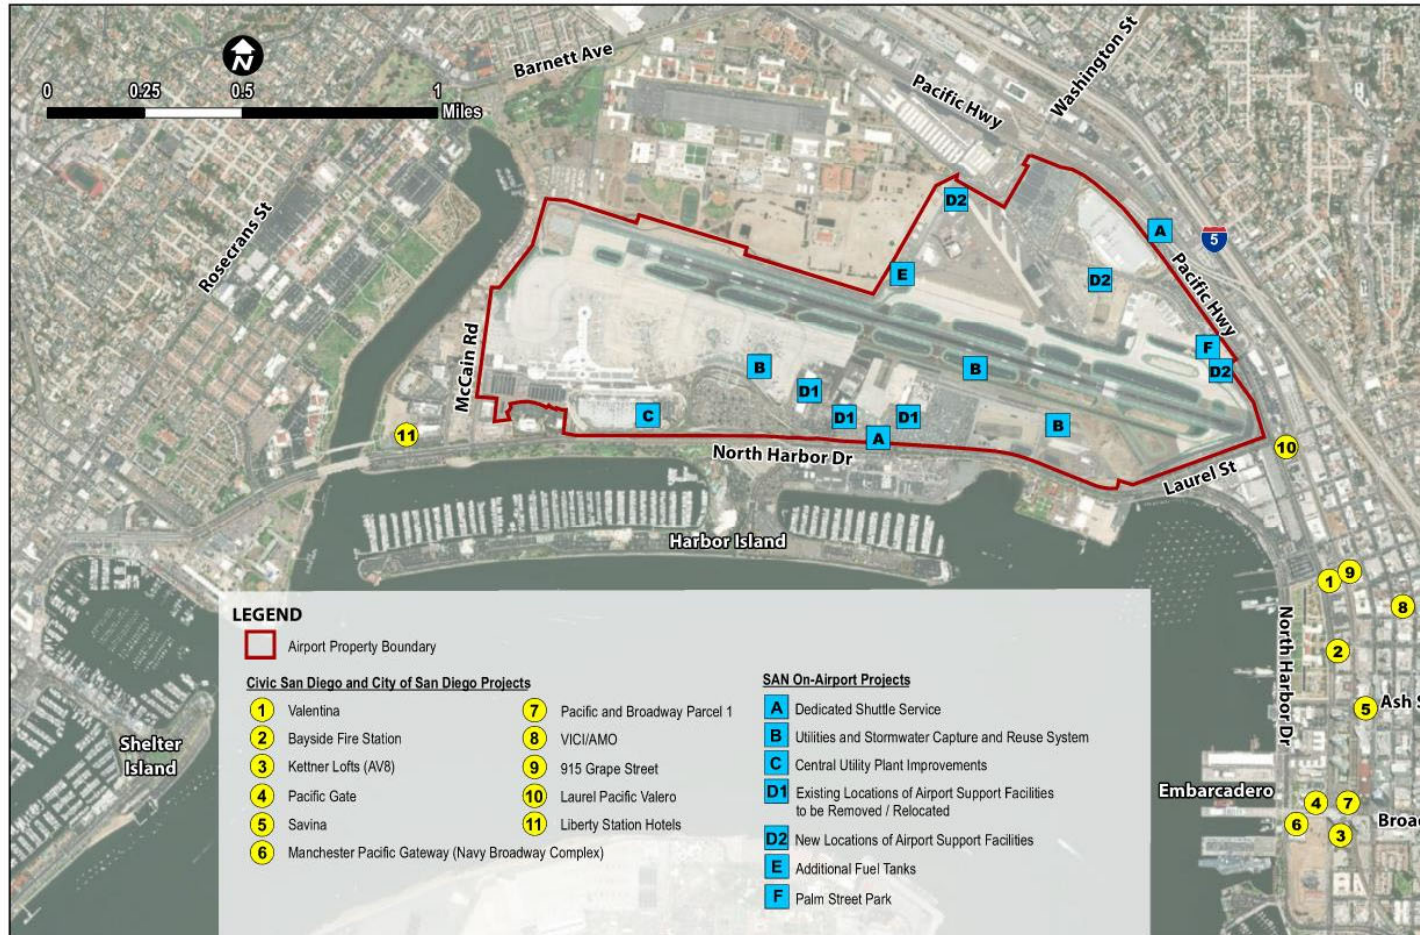 Barnett Ave
Pacific Hwy
Washington St
N
0 0.25 0.5 1
Miles
Rosecrans St
D2
A
5
E
D2
Pacific Hwy
McCain Rd
F
B
B
D2
D1
C
D1
D1
B
11
A
10
North Harbor Dr
Laurel St
Harbor Island
9
1
8
North Harbor Dr
2
5
Ash S
Shelter
Island
Embarcadero
4
7
6
3
Broad
LEGEND
Airport Property Boundary
Civic San Diego and City of San Diego Projects
1 Valentina
2 Bayside Fire Station
3 Kettner Lofts (AV8)
4 Pacific Gate
5 Savina
6 Manchester Pacific Gateway (Navy Broadway Complex)
7 Pacific and Broadway Parcel 1
8 VICI/AMO
9 915 Grape Street
10 Laurel Pacific Valero
11 Liberty Station Hotels
SAN On-Airport Projects
A Dedicated Shuttle Service
B Utilities and Stormwater Capture and Reuse System
C Central Utility Plant Improvements
D1 Existing Locations of Airport Support Facilities
to be Removed / Relocated
D2 New Locations of Airport Support Facilities
E Additional Fuel Tanks
F Palm Street Park